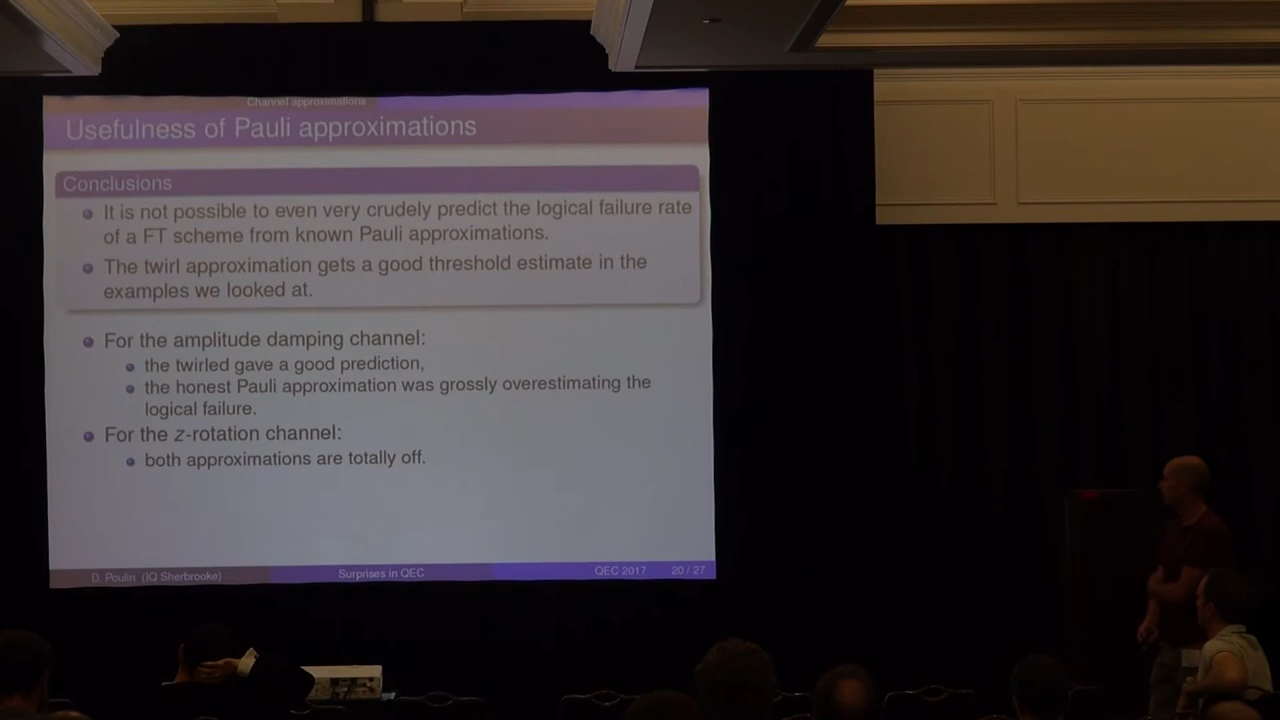 Channel approximations
Usefulness of Pauli approximations
Conclusions
It is not possible to even very crudely predict the logical failure rate
of a FT scheme from known Pauli approximations.
The twirl approximation gets a good threshold estimate in the
examples we looked at.
For the amplitude damping channel:
the twirled gave a good prediction,
the honest Pauli approximation was grossly overestimating the
logical failure.
For the z-rotation channel:
both approximations are totally off.
D. Poulin (IQ Sherbrooke) Surprises in QEC QEC 2017 20 / 27